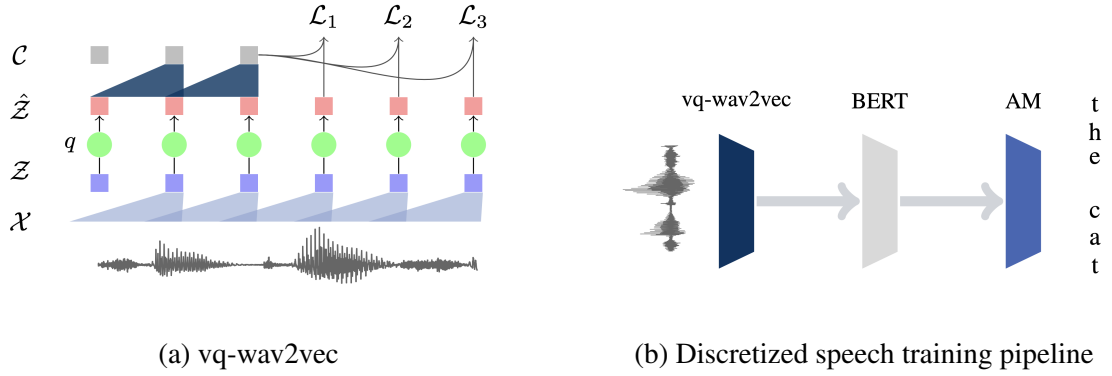 ℒ₁ ℒ₂ ℒ₃
𝒞
𝒵̂
q
𝒵
𝒳
(a) vq-wav2vec
vq-wav2vec BERT AM
t
h
e
c
a
t
(b) Discretized speech training pipeline